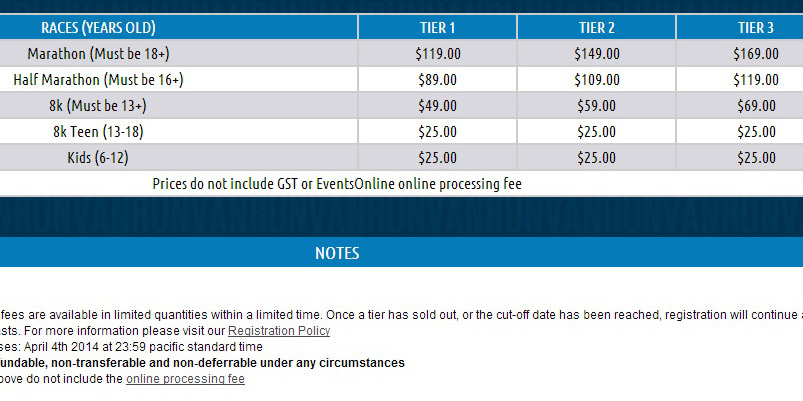 RACES (YEARS OLD) TIER 1 TIER 2 TIER 3
Marathon (Must be 18+) $119.00 $149.00 $169.00
Half Marathon (Must be 16+) $89.00 $109.00 $119.00
8k (Must be 13+) $49.00 $59.00 $69.00
8k Teen (13-18) $25.00 $25.00 $25.00
Kids (6-12) $25.00 $25.00 $25.00
Prices do not include GST or EventsOnline online processing fee
NOTES
fees are available in limited quantities within a limited time. Once a tier has sold out, or the cut-off date has been reached, registration will continue
sts. For more information please visit our Registration Policy
ses: April 4th 2014 at 23:59 pacific standard time
undable, non-transferable and non-deferrable under any circumstances
bove do not include the online processing fee